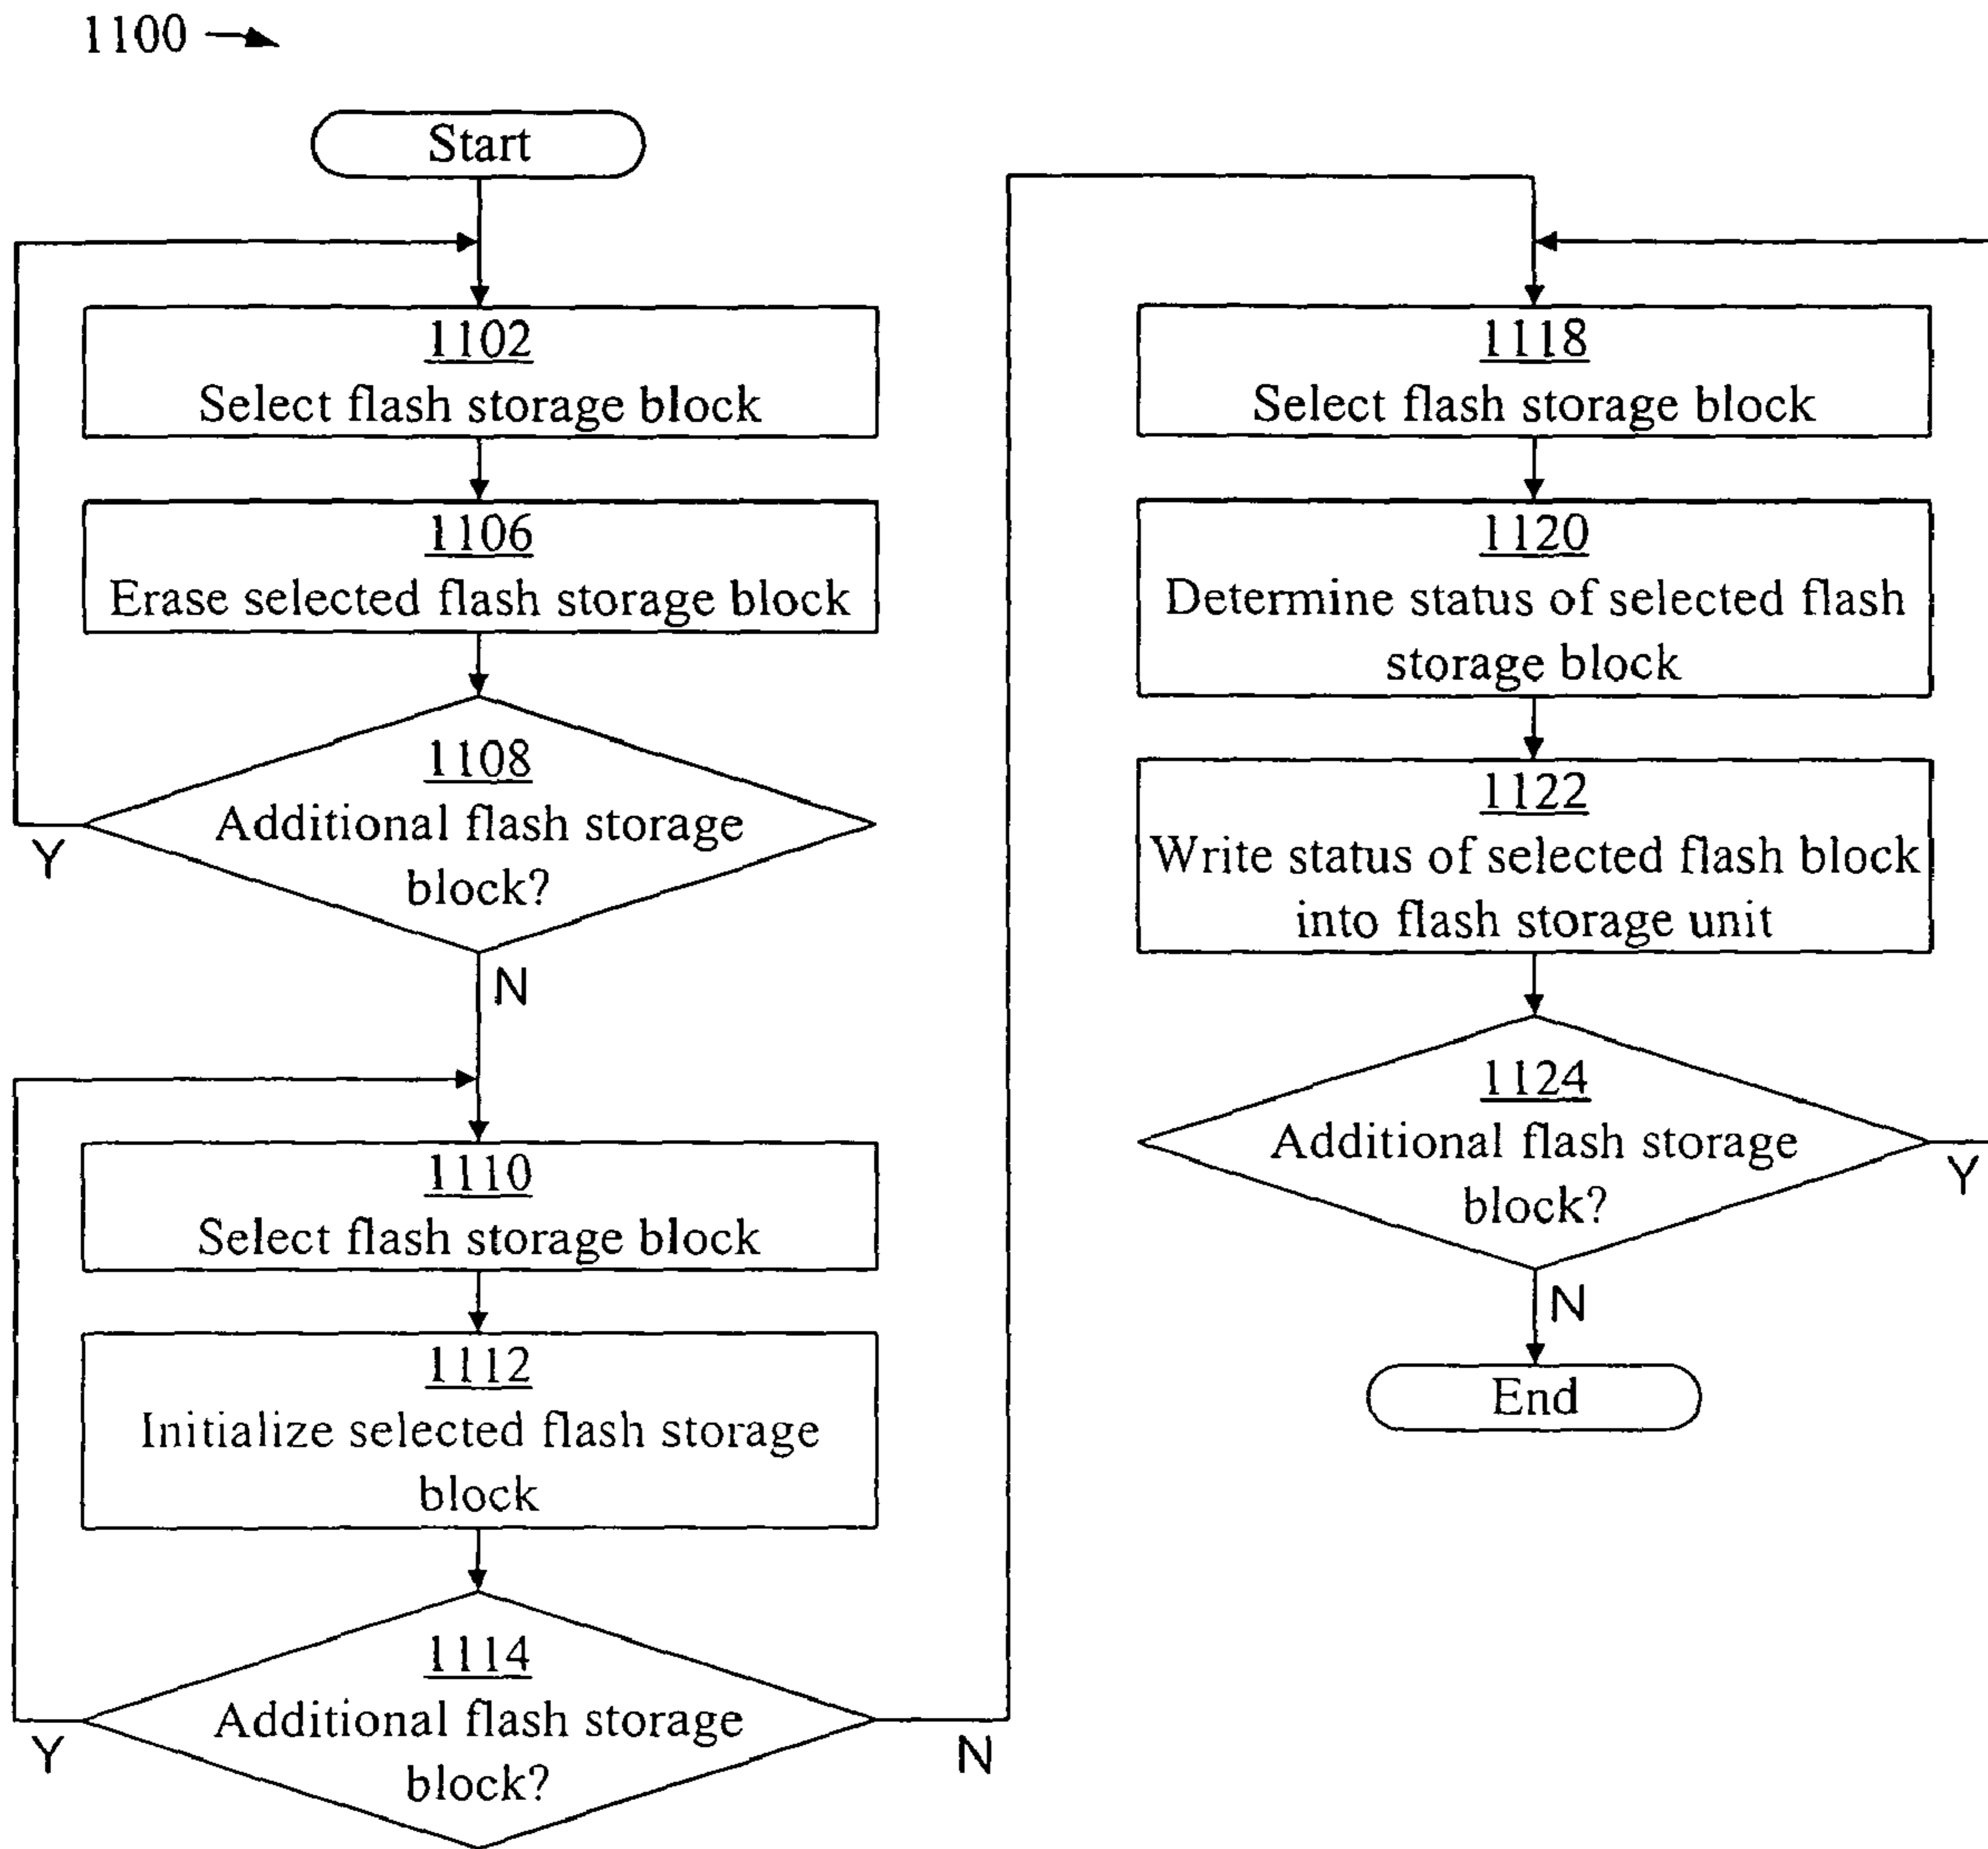 1100
Start
1102
Select flash storage block
1106
Erase selected flash storage block
1108
Additional flash storage
block?
Y
N
1110
Select flash storage block
1112
Initialize selected flash storage
block
1114
Additional flash storage
block?
Y
N
1118
Select flash storage block
1120
Determine status of selected flash
storage block
1122
Write status of selected flash block
into flash storage unit
1124
Additional flash storage
block?
Y
N
End